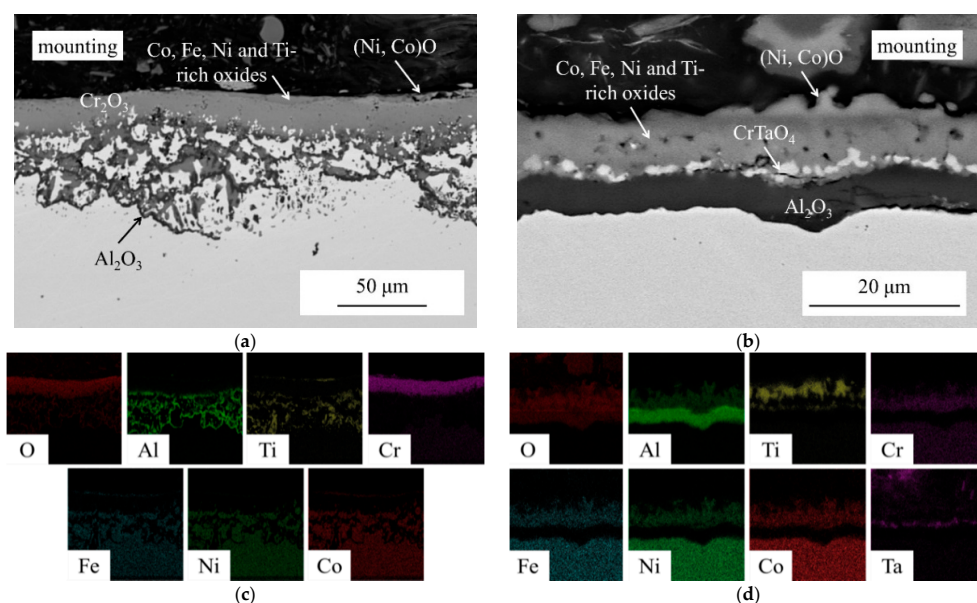 mounting
Co, Fe, Ni and Ti-
rich oxides
(Ni, Co)O
Cr₂O₃
Al₂O₃
50 μm
(a)
mounting
(Ni, Co)O
Co, Fe, Ni and Ti-
rich oxides
CrTaO₄
Al₂O₃
20 μm
(b)
O
Al
Ti
Cr
Fe
Ni
Co
(c)
O
Al
Ti
Cr
Fe
Ni
Co
Ta
(d)